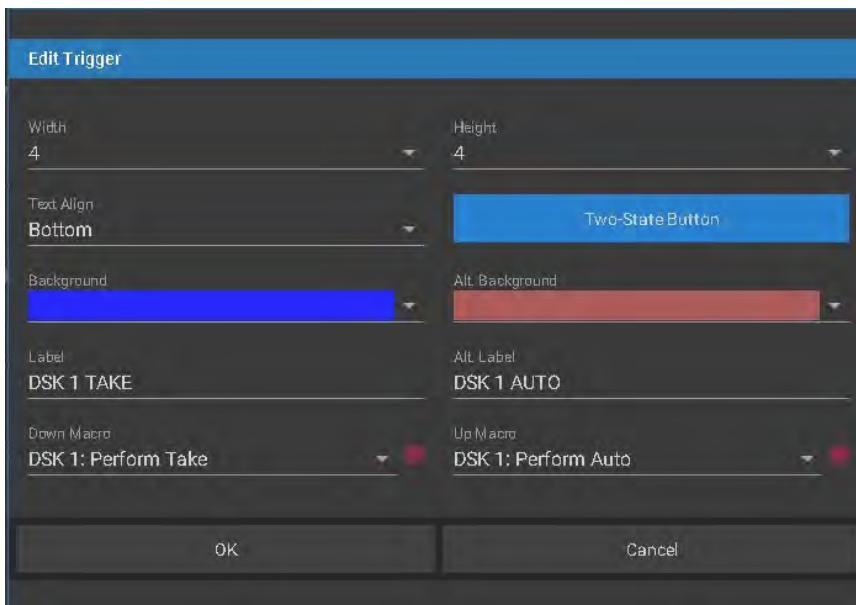 Edit Trigger
Width
Height
4
4
Text Align
Bottom
Two-State Button
Background
Alt. Background
Label
Alt. Label
DSK 1 TAKE
DSK 1 AUTO
Down Macro
Up Macro
DSK 1: Perform Take
DSK 1: Perform Auto
OK
Cancel